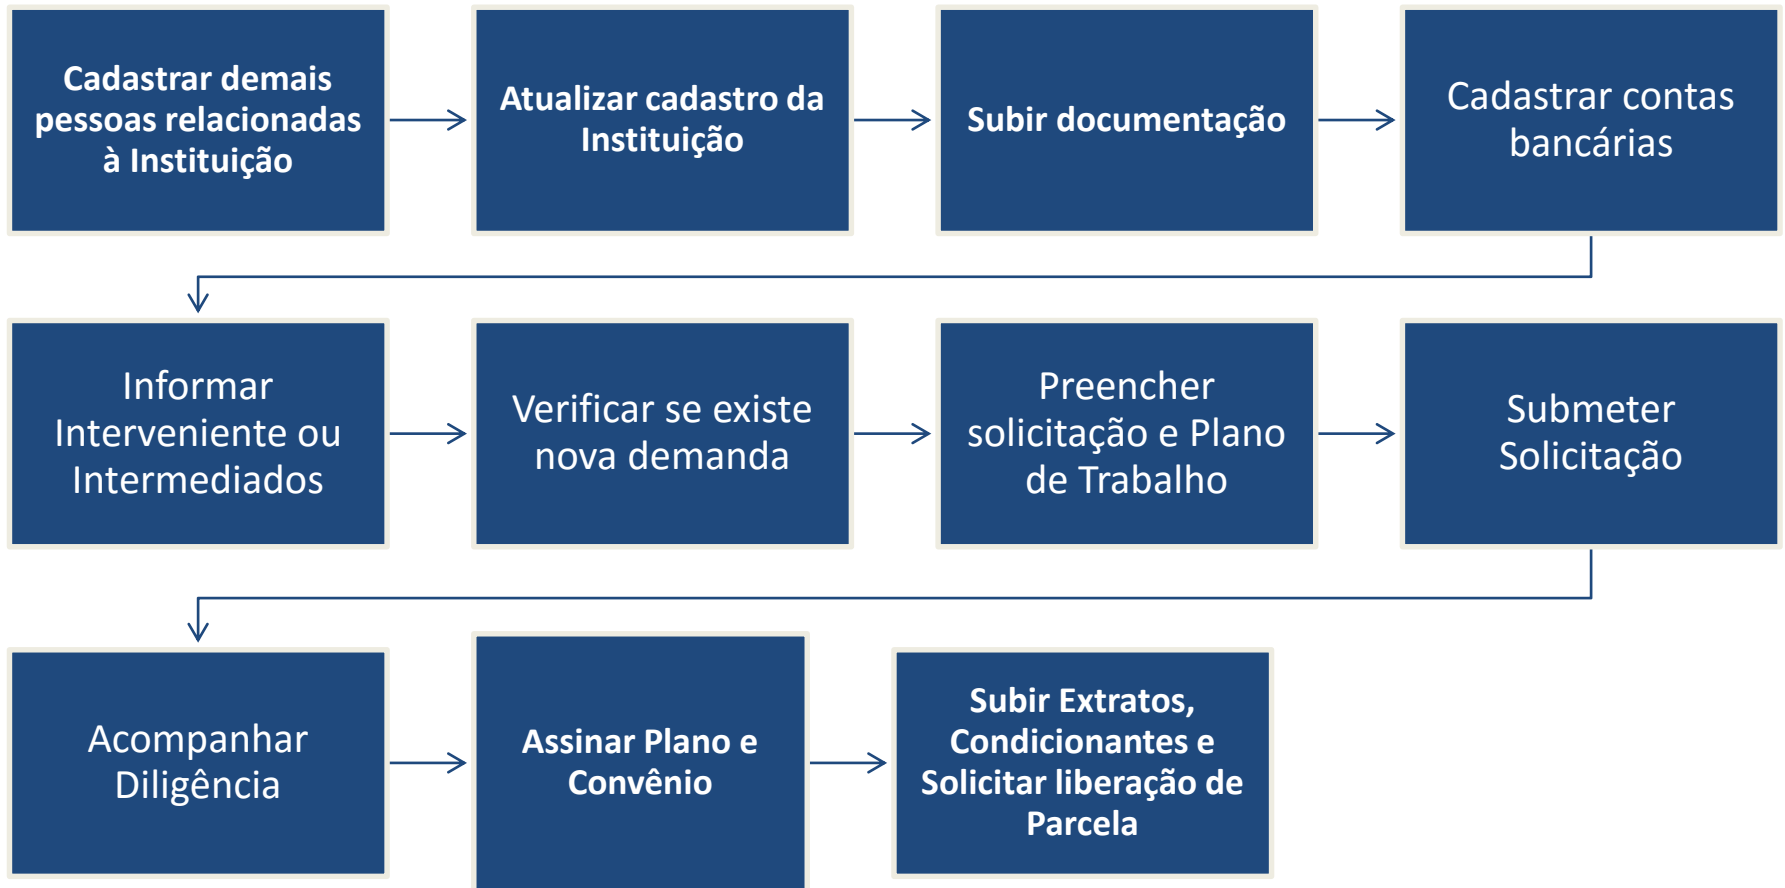 Cadastrar demais
pessoas relacionadas
à Instituição
Atualizar cadastro da
Instituição
Subir documentação
Cadastrar contas
bancárias
Informar
Interveniente ou
Intermediados
Verificar se existe
nova demanda
Preencher
solicitação e Plano
de Trabalho
Submeter
Solicitação
Acompanhar
Diligência
Assinar Plano e
Convênio
Subir Extratos,
Condicionantes e
Solicitar liberação de
Parcela